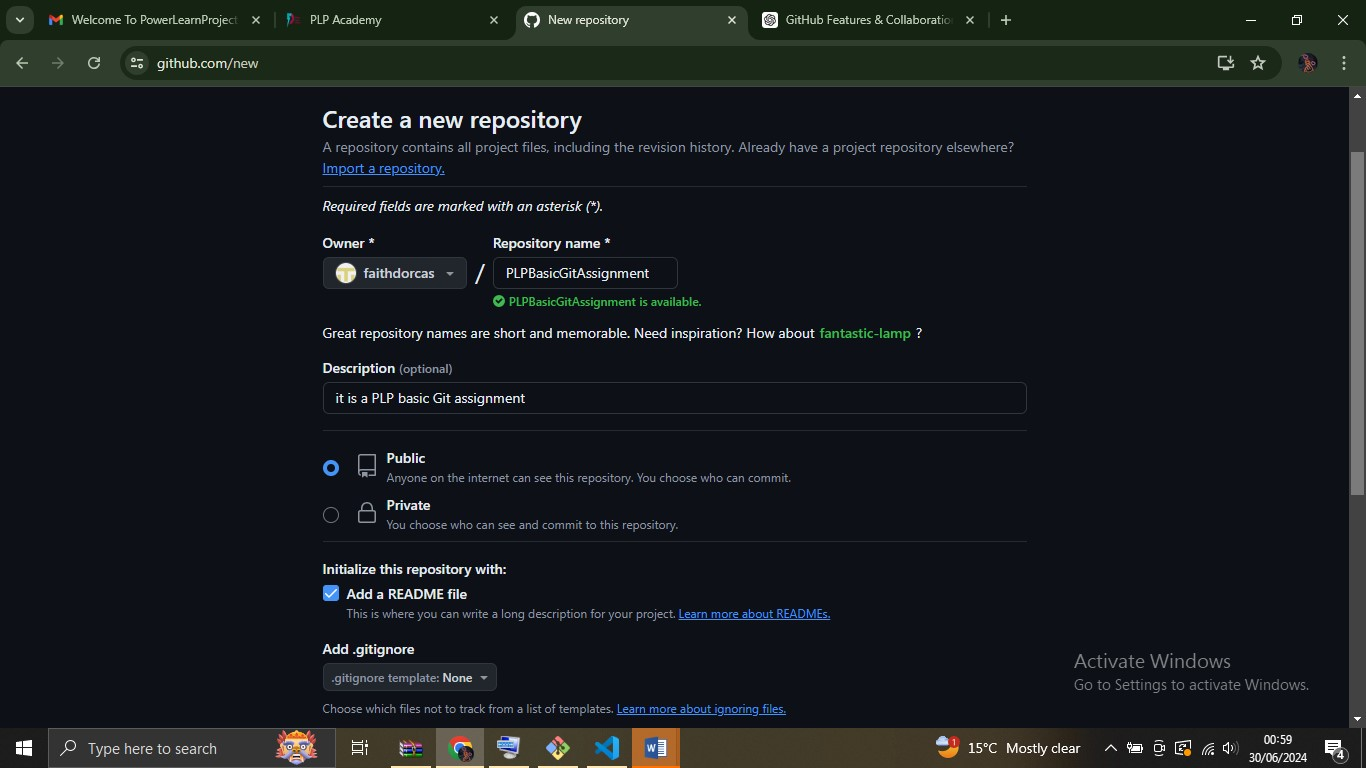 Welcome To PowerLearnProject
PLP Academy
New repository
GitHub Features & Collaboratio
github.com/new
Create a new repository
A repository contains all project files, including the revision history. Already have a project repository elsewhere?
Import a repository.
Required fields are marked with an asterisk (*).
Owner *
Repository name *
faithdorcas
/
PLPBasicGitAssignment
PLPBasicGitAssignment is available.
Great repository names are short and memorable. Need inspiration? How about fantastic-lamp ?
Description (optional)
it is a PLP basic Git assignment
Public
Anyone on the internet can see this repository. You choose who can commit.
Private
You choose who can see and commit to this repository.
Initialize this repository with:
Add a README file
This is where you can write a long description for your project. Learn more about READMEs.
Add .gitignore
.gitignore template: None
Choose which files not to track from a list of templates. Learn more about ignoring files.
Activate Windows
Go to Settings to activate Windows.
Type here to search
1
15°C Mostly clear
00:59
30/06/2024
4